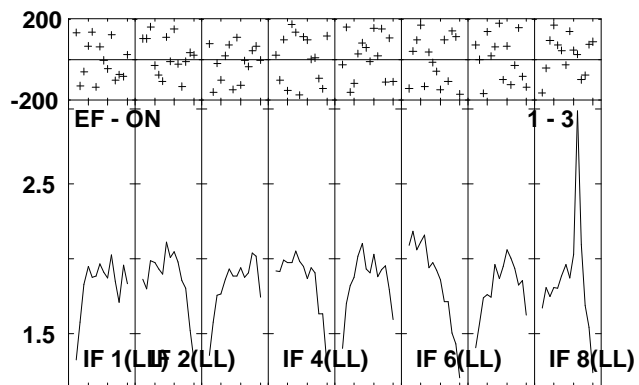 200
-200
EF - ON 1 - 3
2.5
1.5
IF 1(LL) IF 2(LL) IF 4(LL) IF 6(LL) IF 8(LL)